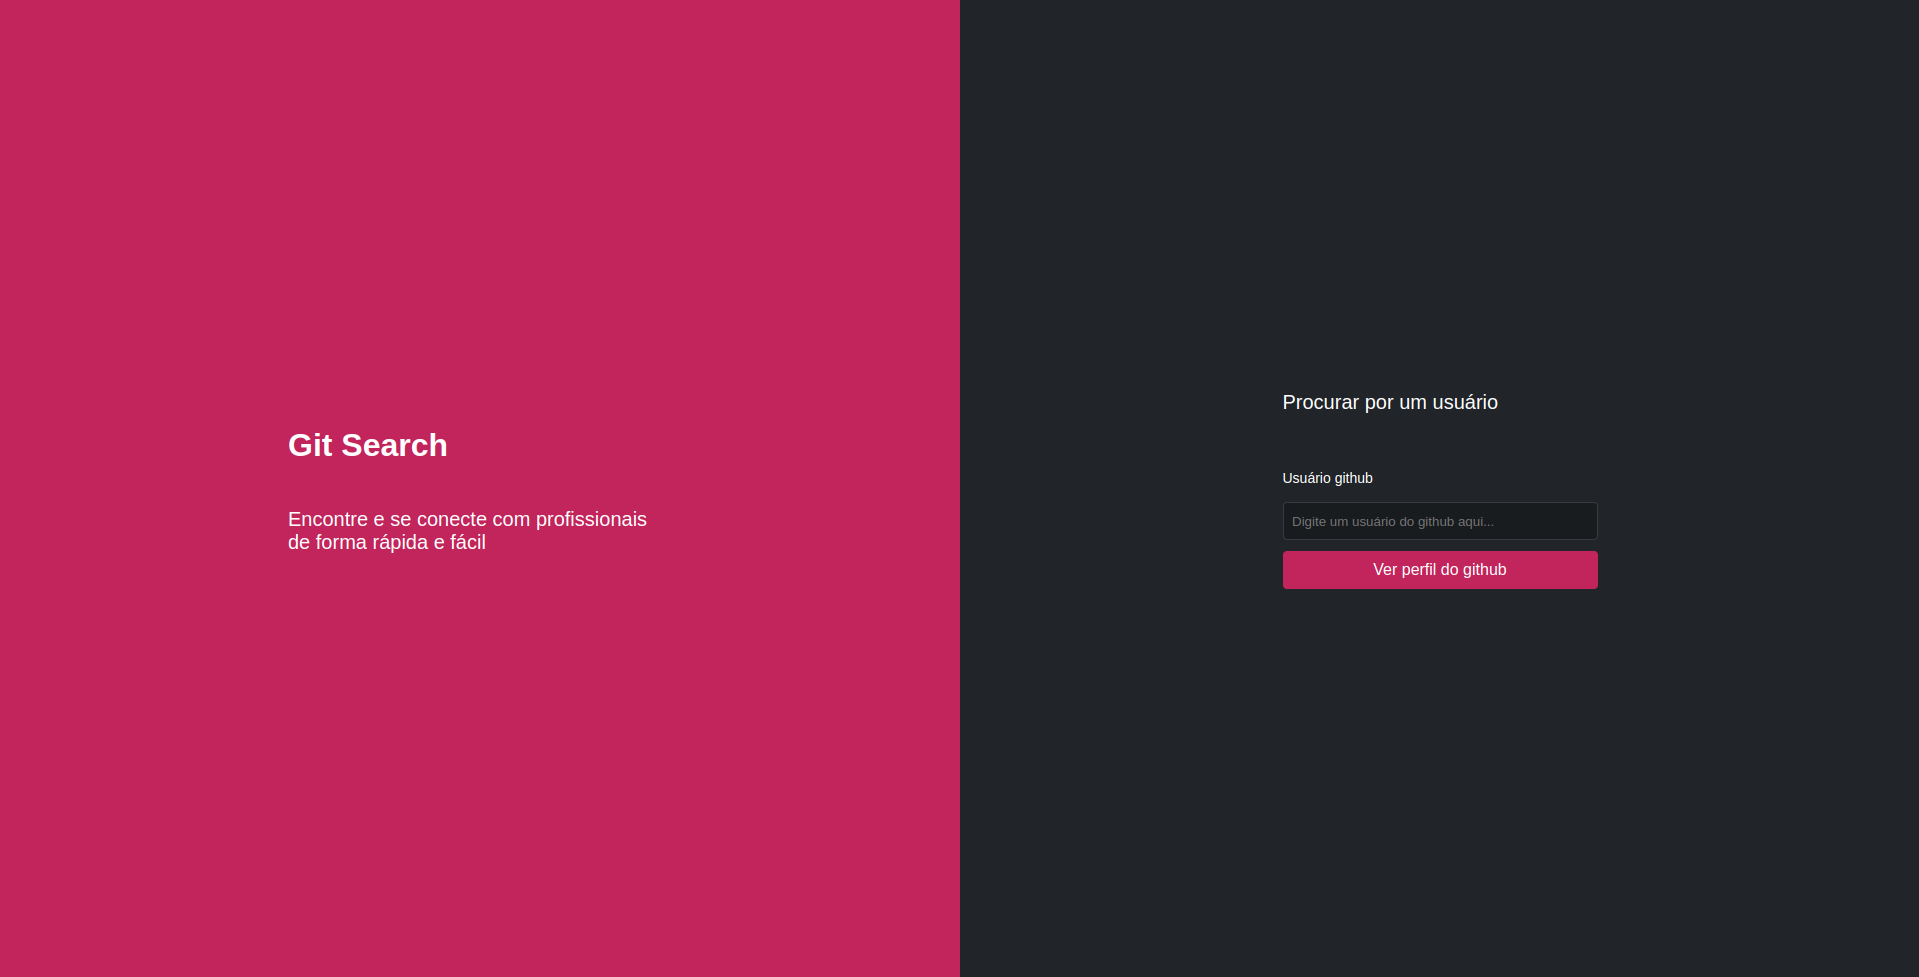 Git Search
Encontre e se conecte com profissionais
de forma rápida e fácil
Procurar por um usuário
Usuário github
Digite um usuário do github aqui...
Ver perfil do github